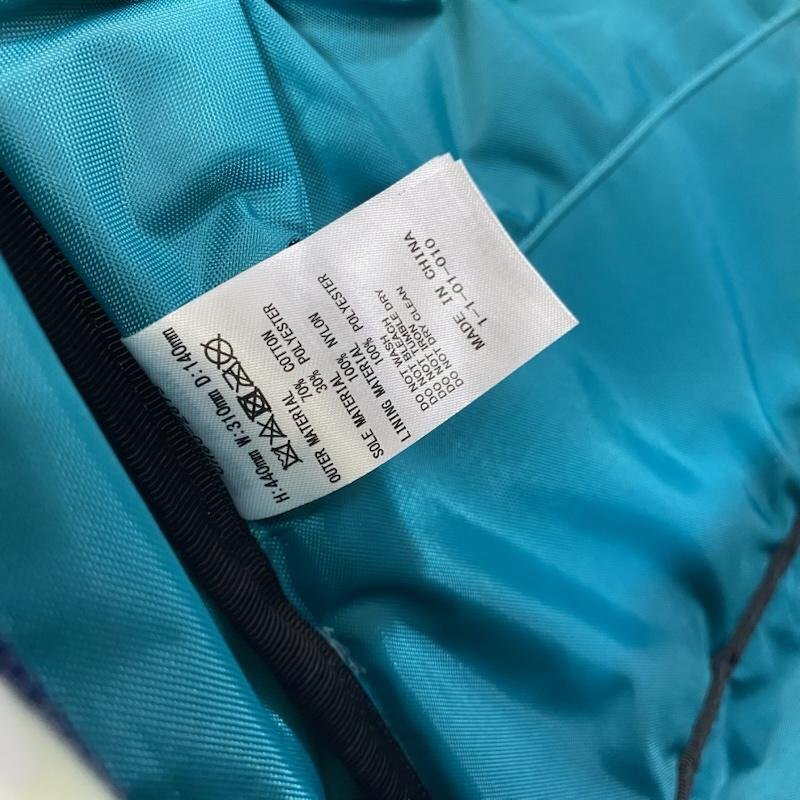 H:440mm W:310mm D:140mm
OUTER MATERIAL 70% COTTON
30% POLYESTER
SOLE MATERIAL 100% NYLON
LINING MATERIAL 100% POLYESTER
DO NOT WASH
DO NOT BLEACH
DO NOT TUMBLE DRY
DO NOT IRON
DO NOT DRY CLEAN
MADE IN CHINA
1-1-01-010